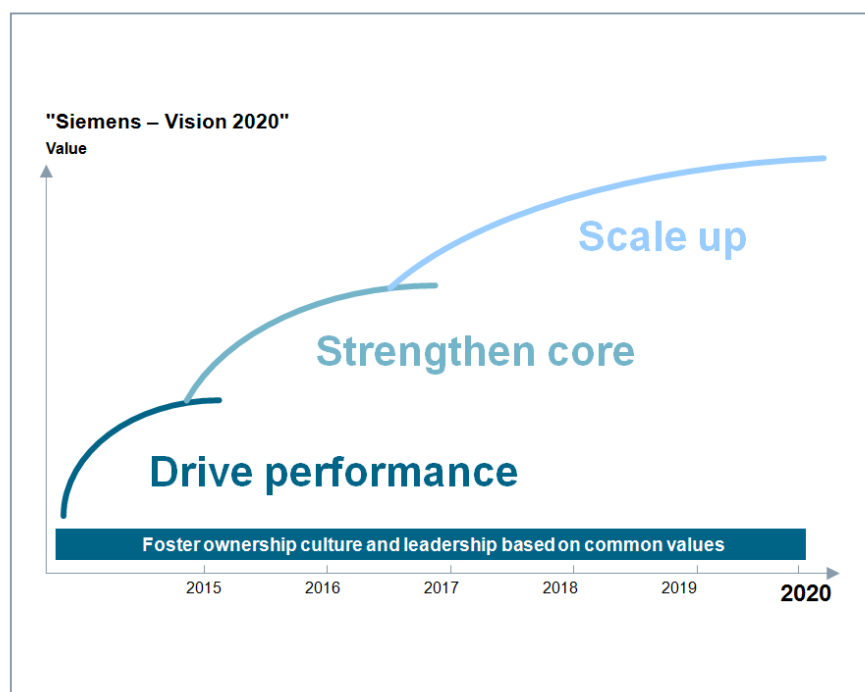 "Siemens – Vision 2020"
Value
Scale up
Strengthen core
Drive performance
Foster ownership culture and leadership based on common values
2015 2016 2017 2018 2019 2020